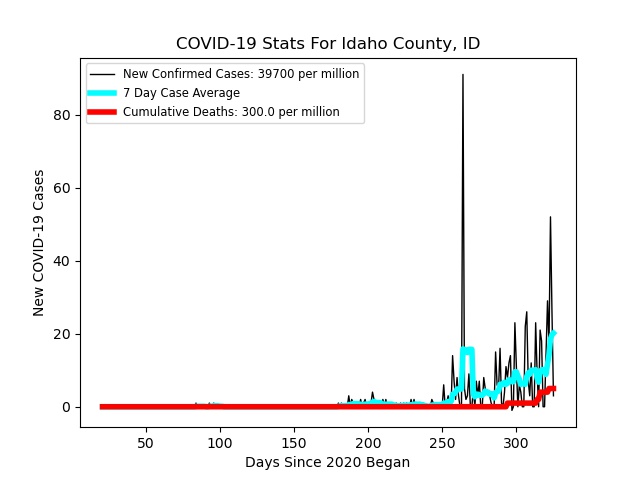 COVID-19 Stats For Idaho County, ID
New Confirmed Cases: 39700 per million
7 Day Case Average
Cumulative Deaths: 300.0 per million
New COVID-19 Cases
80
60
40
20
0
50 100 150 200 250 300
Days Since 2020 Began